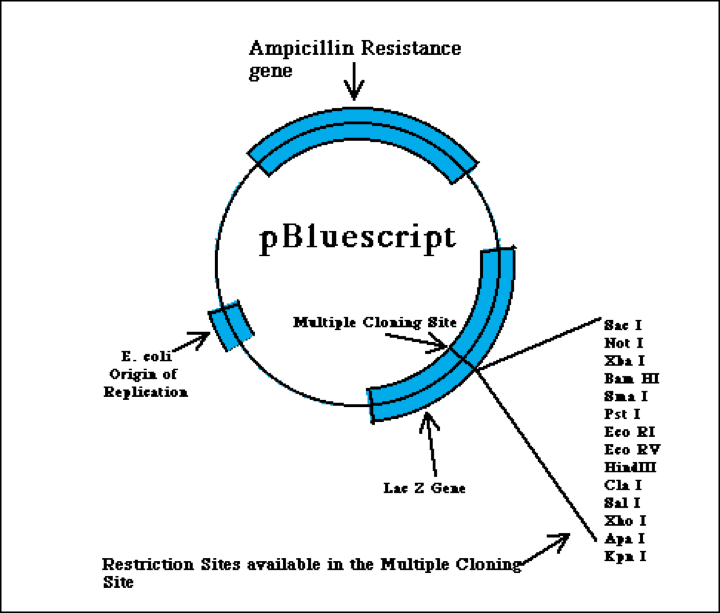 Ampicillin Resistance
gene
pBluescript
Multiple Cloning Site
E. coli
Origin of
Replication
Lac Z Gene
Sac I
Not I
Xba I
Bam HI
Sma I
Pst I
Eco RI
Eco RV
HindIII
Cla I
Sal I
Xho I
Apa I
Kpn I
Restriction Sites available in the Multiple Cloning
Site